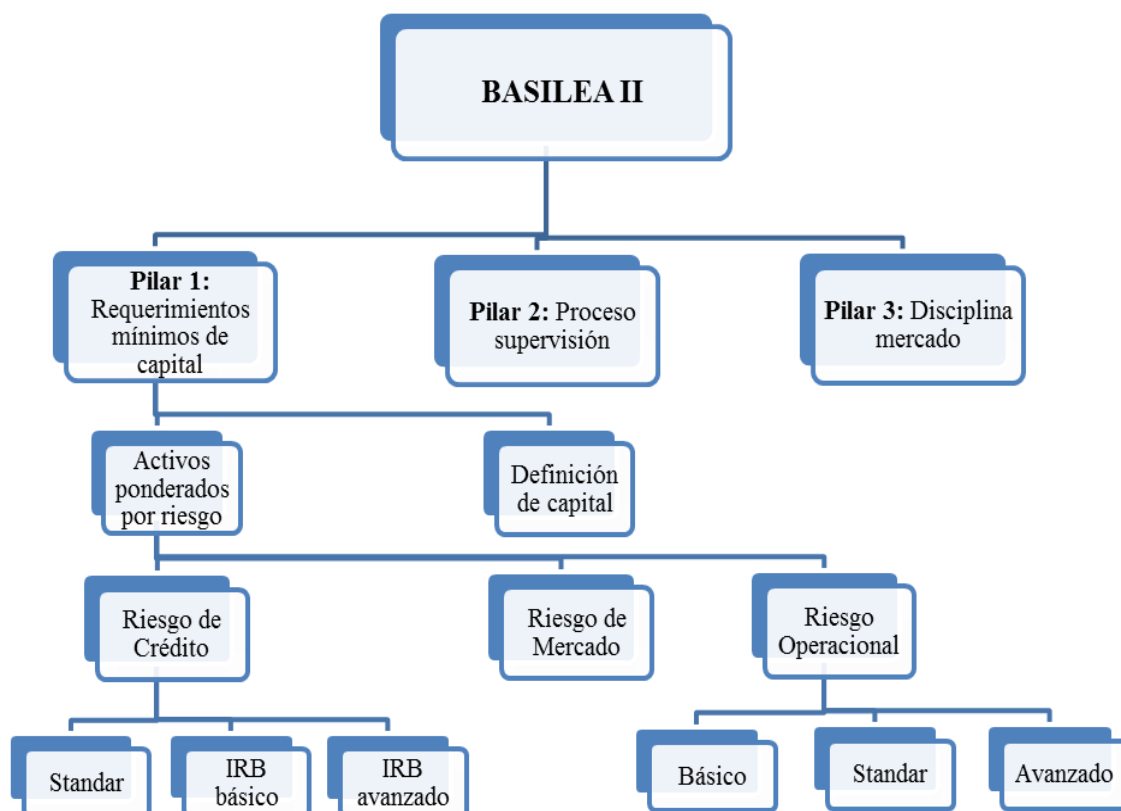 BASILEA II
Pilar 1:
Requerimientos
mínimos de
capital
Pilar 2: Proceso
supervisión
Pilar 3: Disciplina
mercado
Activos
ponderados
por riesgo
Definición
de capital
Riesgo de
Crédito
Riesgo de
Mercado
Riesgo
Operacional
Standar
IRB
básico
IRB
avanzado
Básico
Standar
Avanzado